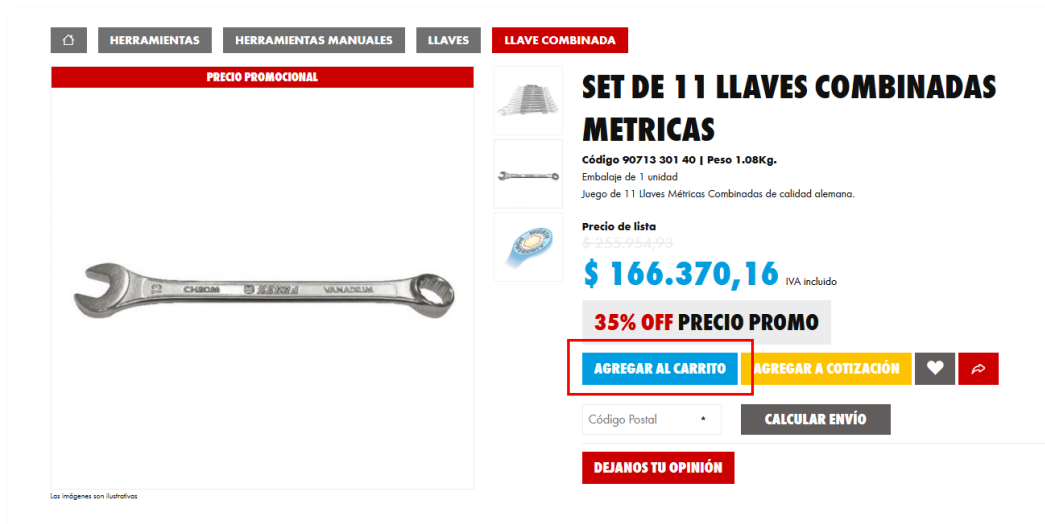 HERRAMIENTAS
HERRAMIENTAS MANUALES
LLAVES
LLAVE COMBINADA
PRECIO PROMOCIONAL
13 CHROM ZEBRA VANADIUM
Las imágenes son ilustrativas
SET DE 11 LLAVES COMBINADAS
METRICAS
Código 90713 301 40 | Peso 1.08Kg.
Embalaje de 1 unidad
Juego de 11 Llaves Métricas Combinadas de calidad alemana.
Precio de lista
$ 255.954,93
$ 166.370,16 IVA incluido
35% OFF PRECIO PROMO
AGREGAR AL CARRITO
AGREGAR A COTIZACIÓN
Código Postal *
CALCULAR ENVÍO
DEJANOS TU OPINIÓN